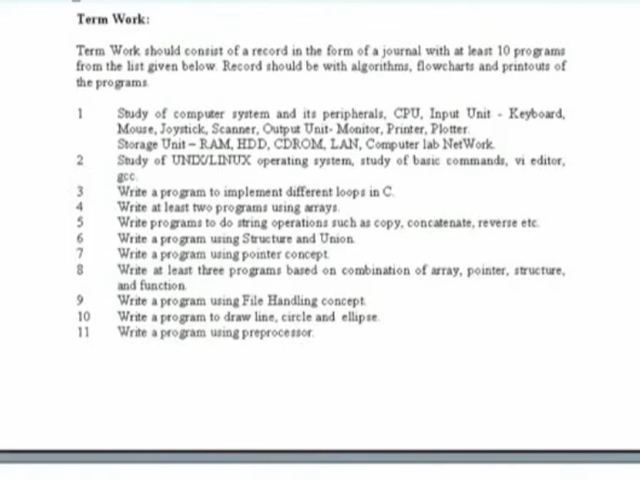 Term Work:
Term Work should consist of a record in the form of a journal with at least 10 programs
from the list given below. Record should be with algorithms, flowcharts and printouts of
the programs.
1 Study of computer system and its peripherals, CPU, Input Unit - Keyboard,
Mouse, Joystick, Scanner, Output Unit- Monitor, Printer, Plotter.
Storage Unit – RAM, HDD, CDROM, LAN, Computer lab NetWork.
2 Study of UNIX/LINUX operating system, study of basic commands, vi editor,
gcc.
3 Write a program to implement different loops in C.
4 Write at least two programs using arrays.
5 Write programs to do string operations such as copy, concatenate, reverse etc.
6 Write a program using Structure and Union.
7 Write a program using pointer concept.
8 Write at least three programs based on combination of array, pointer, structure,
and function.
9 Write a program using File Handling concept.
10 Write a program to draw line, circle and ellipse.
11 Write a program using preprocessor.